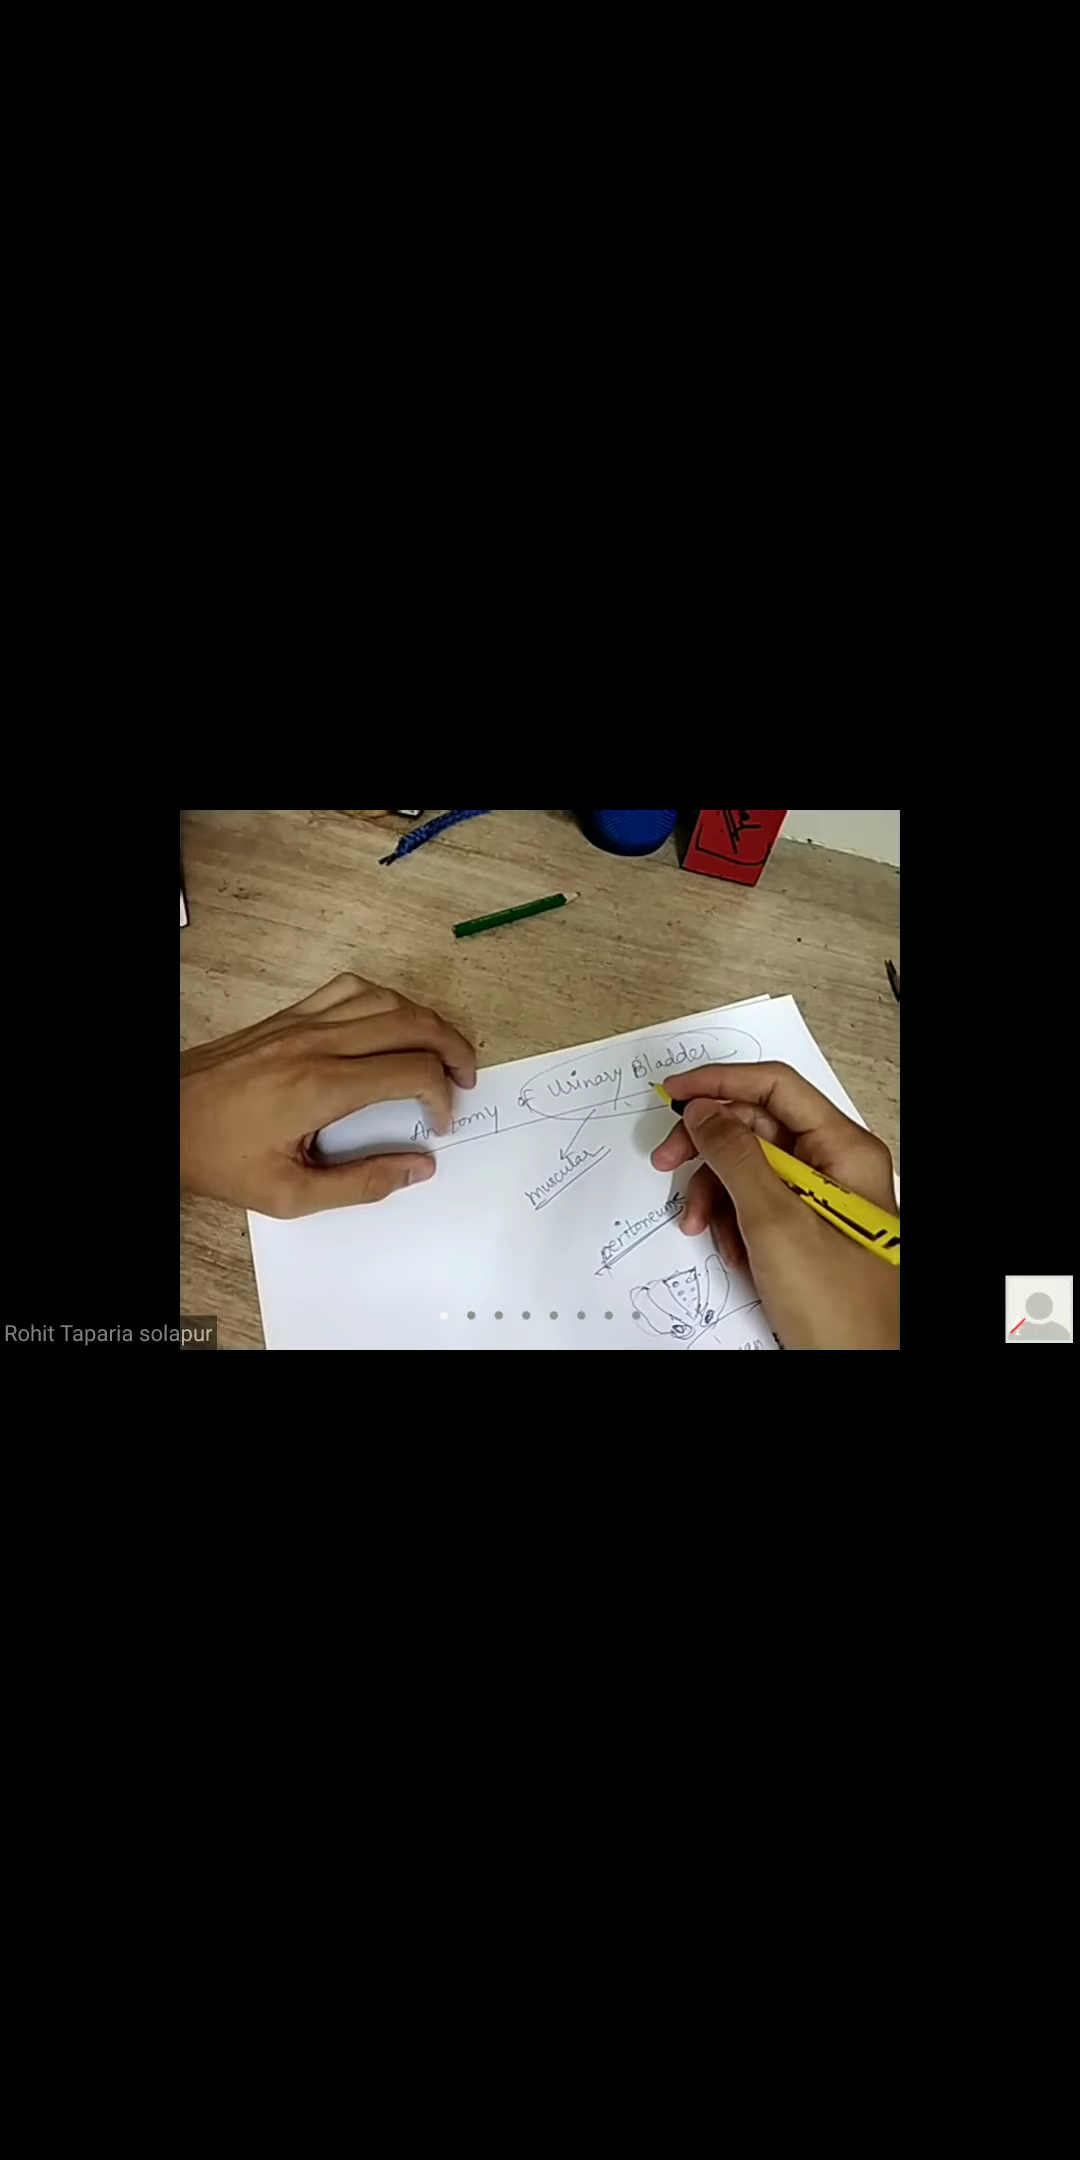 Anatomy of Urinary Bladder
muscular
peritoneum
Rohit Taparia solapur